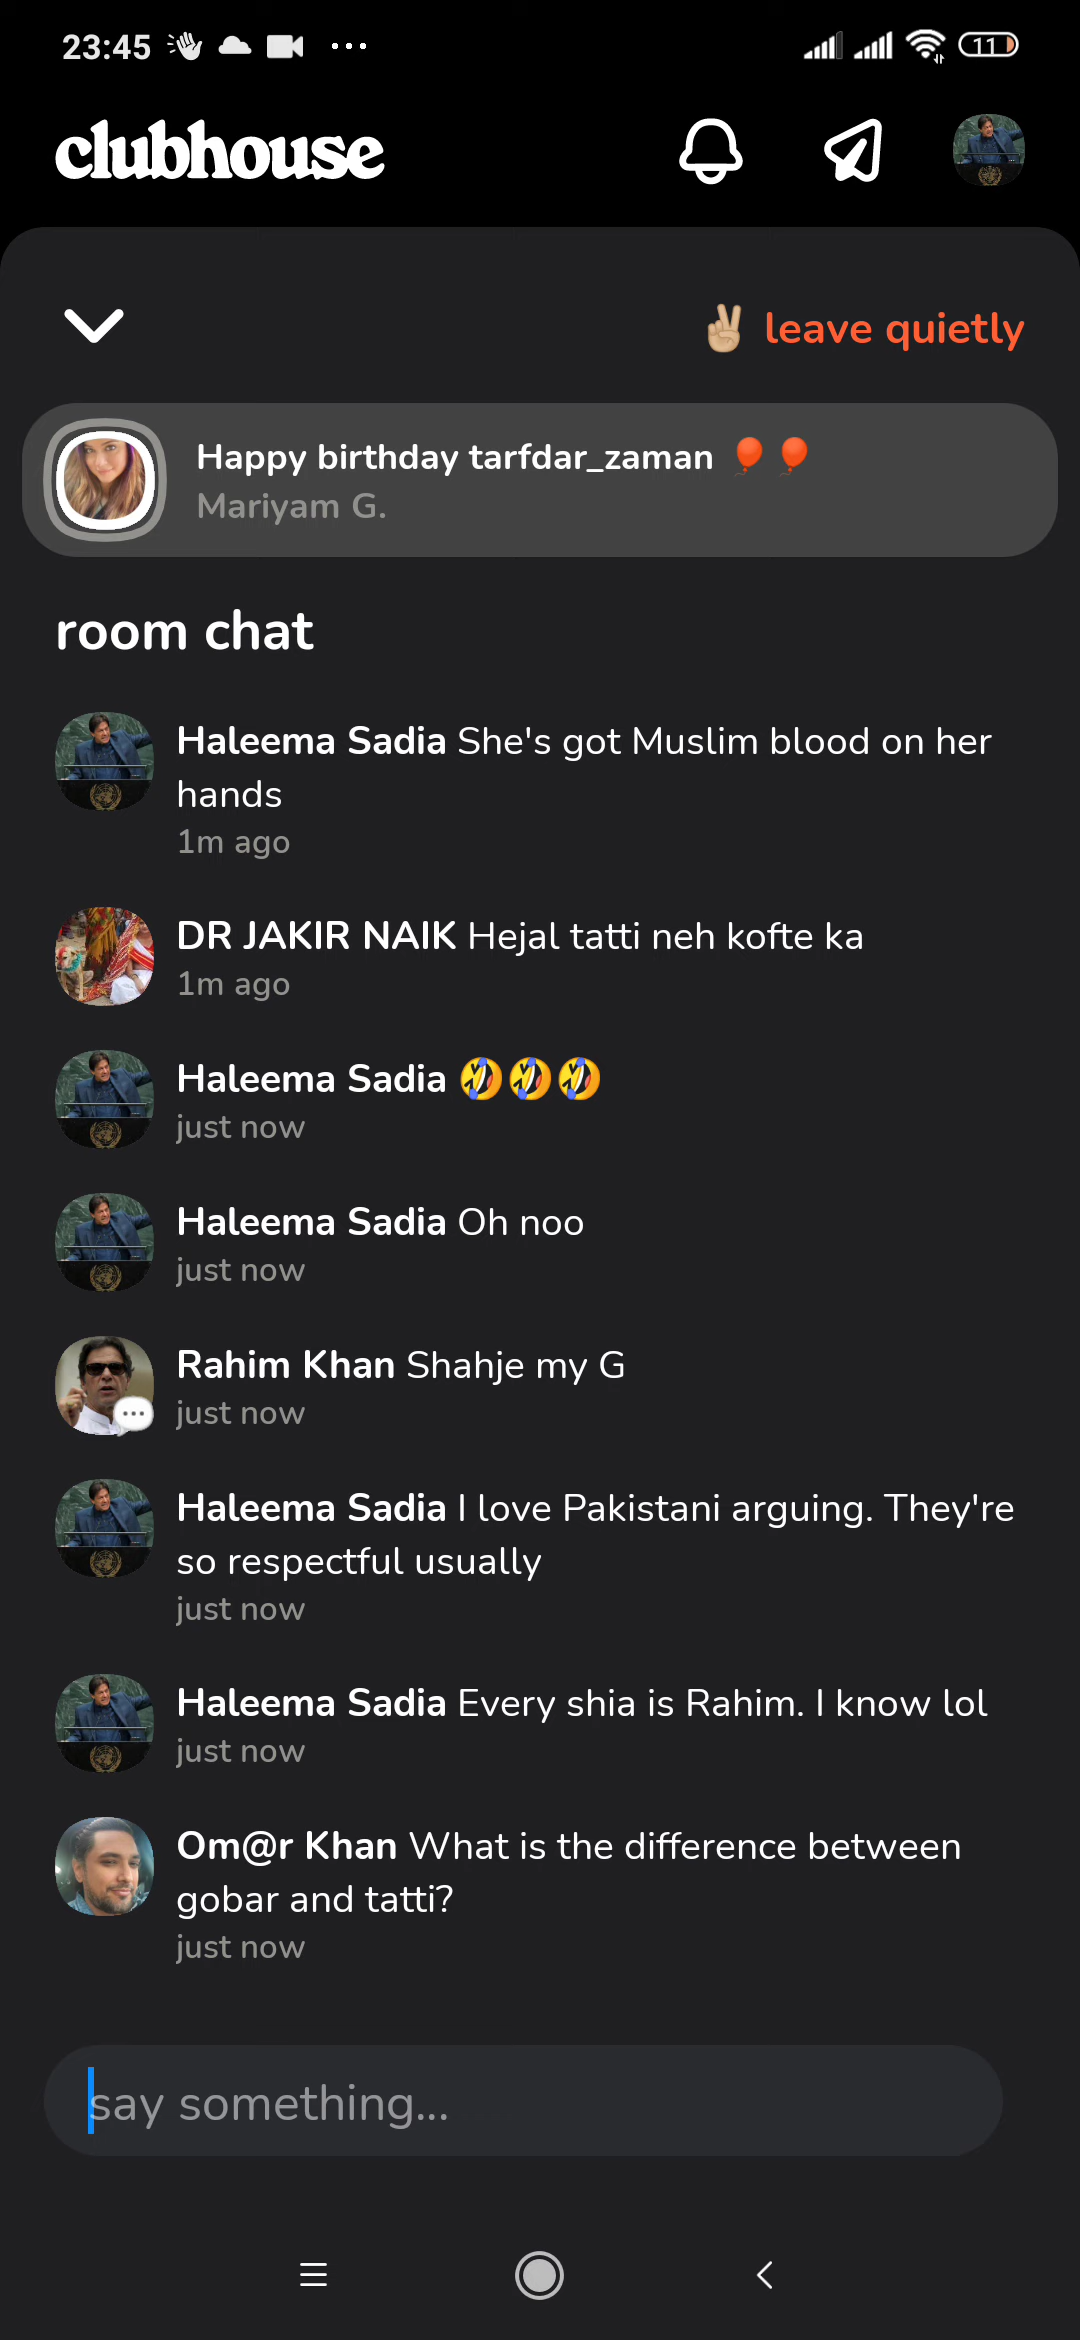 23:45
11
clubhouse
✌🏼 leave quietly
Happy birthday tarfdar_zaman 🎈🎈
Mariyam G.
room chat
Haleema Sadia She's got Muslim blood on her
hands
1m ago
DR JAKIR NAIK Hejal tatti neh kofte ka
1m ago
Haleema Sadia 🤣🤣🤣
just now
Haleema Sadia Oh noo
just now
Rahim Khan Shahje my G
just now
Haleema Sadia I love Pakistani arguing. They're
so respectful usually
just now
Haleema Sadia Every shia is Rahim. I know lol
just now
Om@r Khan What is the difference between
gobar and tatti?
just now
say something...